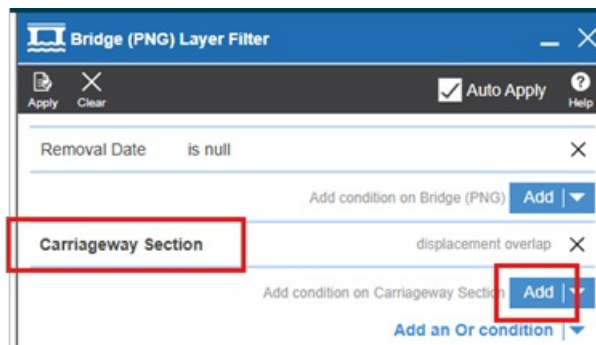 Bridge (PNG) Layer Filter
Apply Clear Auto Apply Help
Removal Date is null
Add condition on Bridge (PNG) Add
Carriageway Section displacement overlap
Add condition on Carriageway Section Add
Add an Or condition